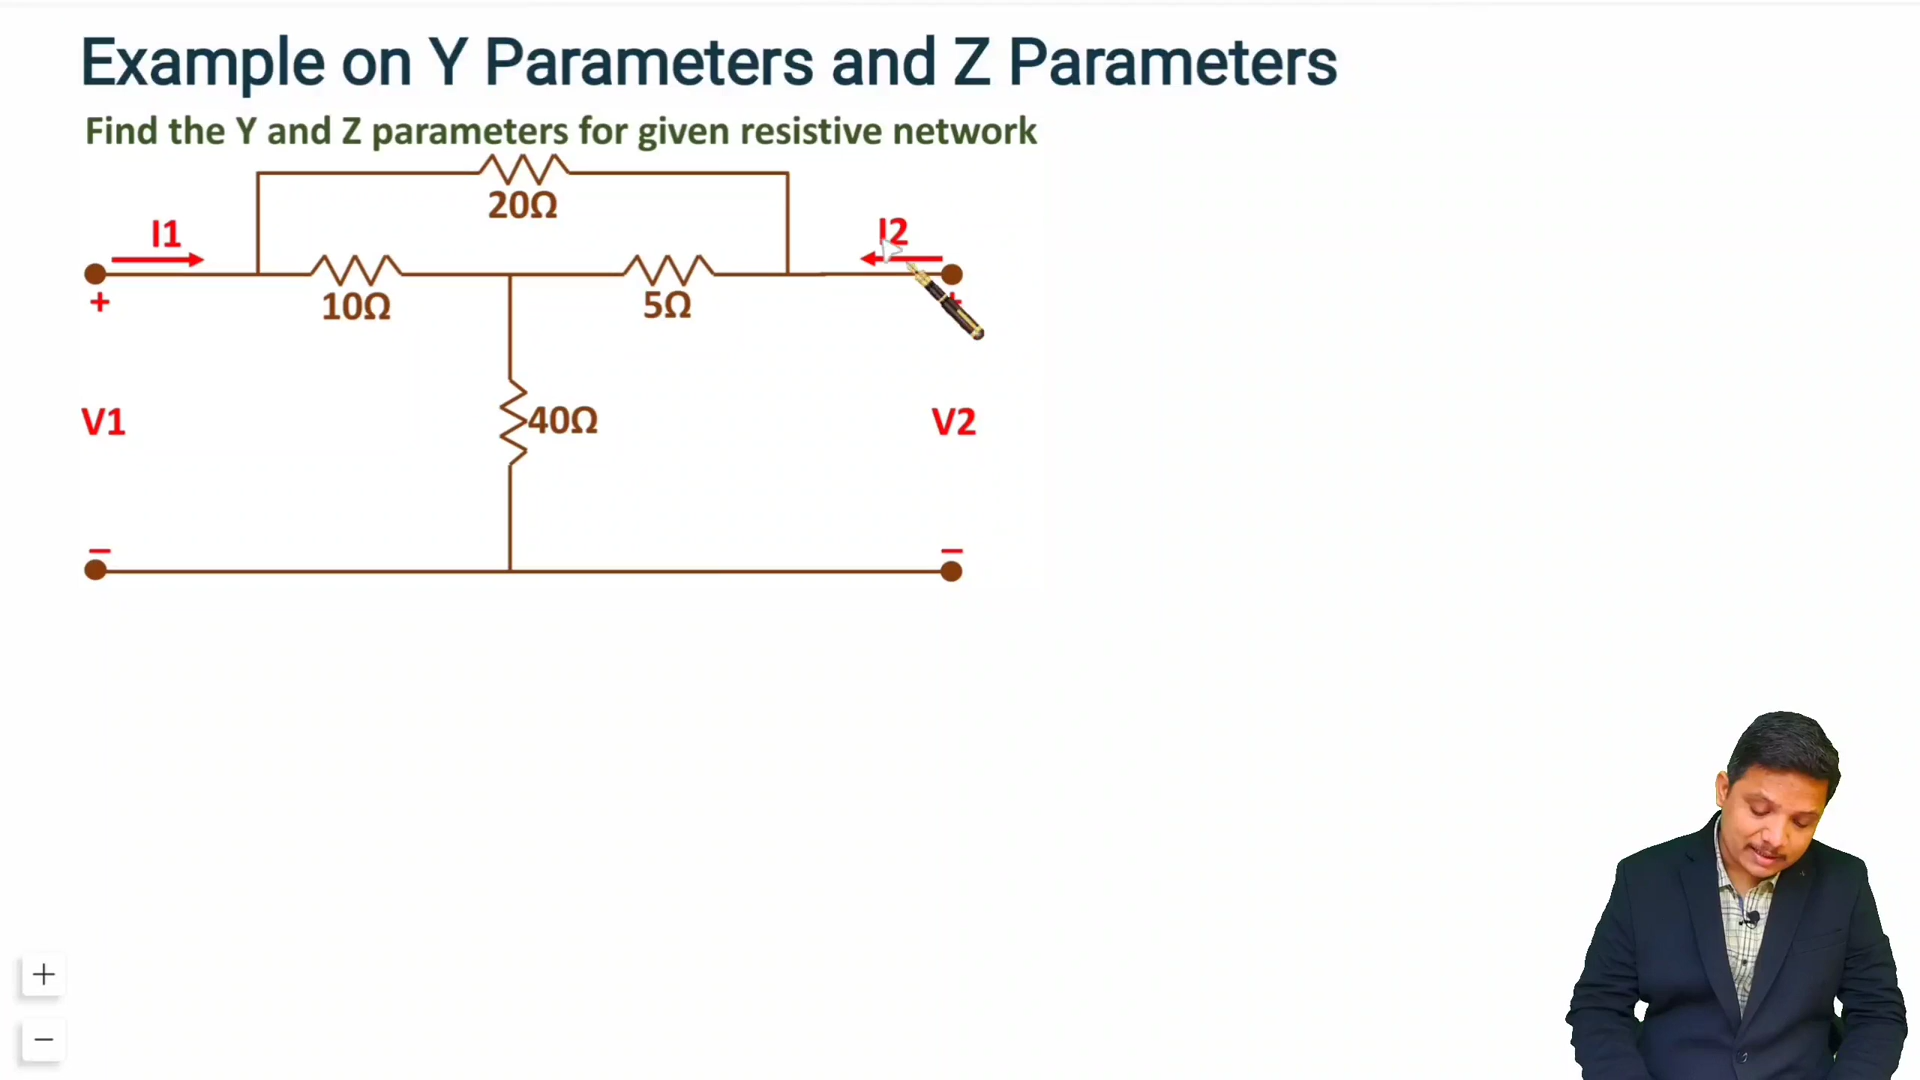 Example on Y Parameters and Z Parameters
Find the Y and Z parameters for given resistive network
20Ω
I1
I2
+
+
10Ω
5Ω
V1
40Ω
V2
−
−
+
−